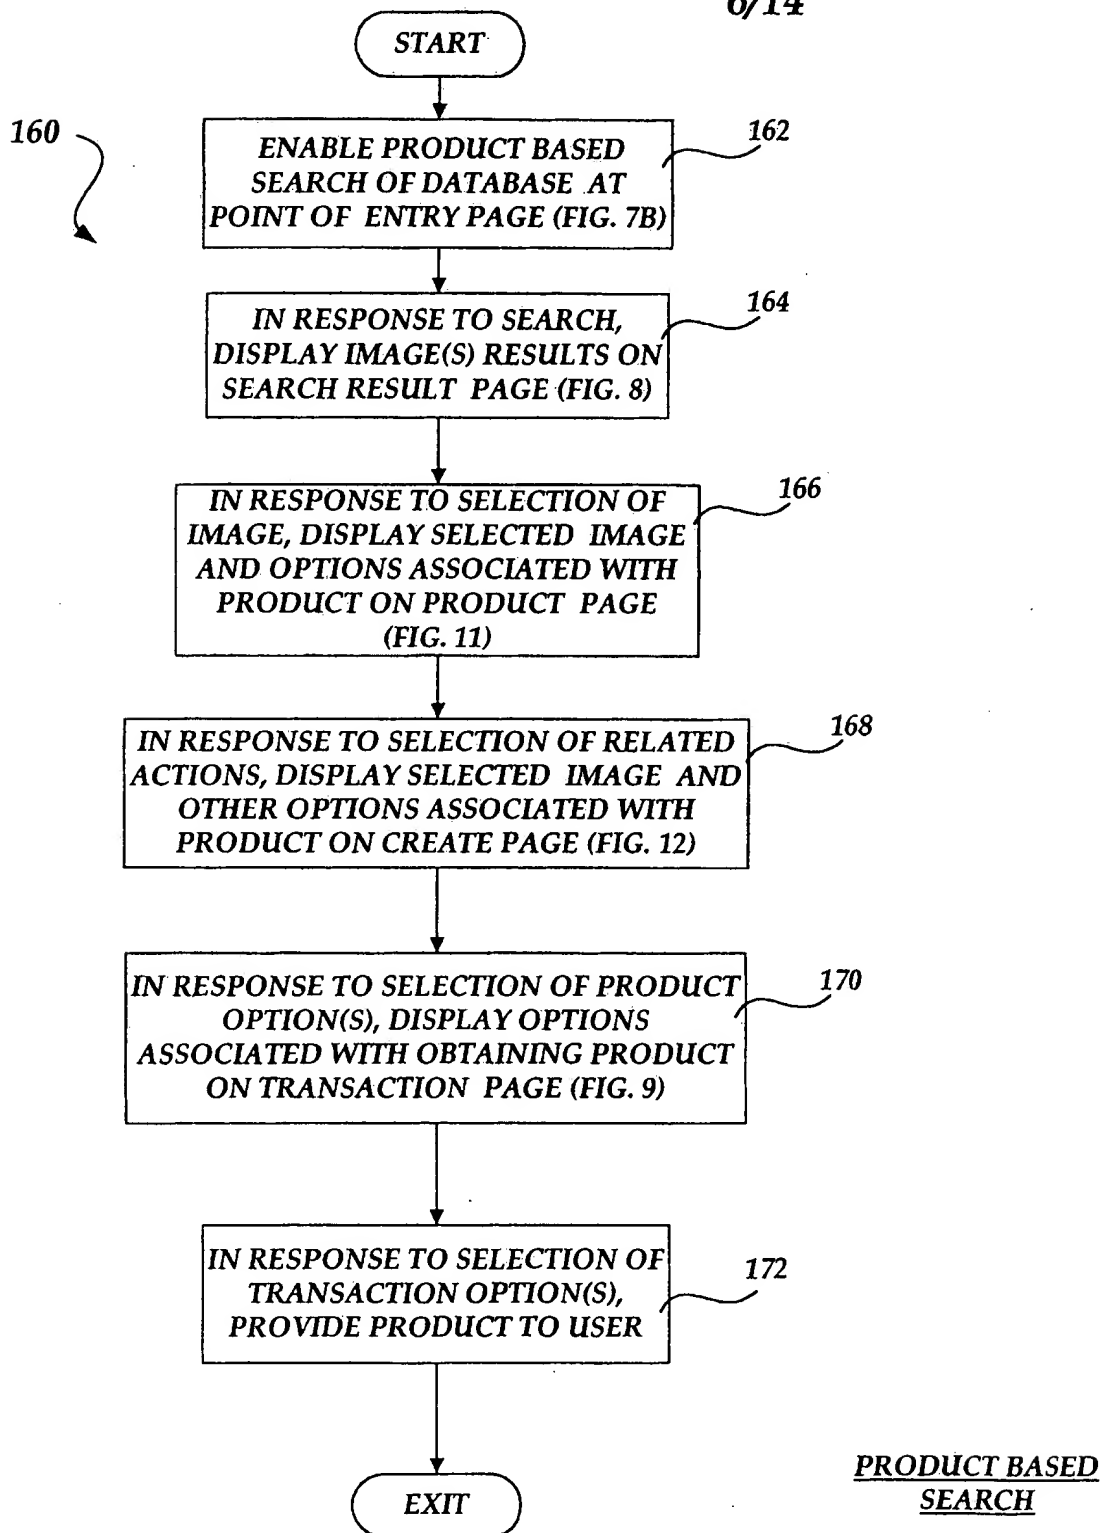 6/14
START
160
162
ENABLE PRODUCT BASED
SEARCH OF DATABASE AT
POINT OF ENTRY PAGE (FIG. 7B)
164
IN RESPONSE TO SEARCH,
DISPLAY IMAGE(S) RESULTS ON
SEARCH RESULT PAGE (FIG. 8)
166
IN RESPONSE TO SELECTION OF
IMAGE, DISPLAY SELECTED IMAGE
AND OPTIONS ASSOCIATED WITH
PRODUCT ON PRODUCT PAGE
(FIG. 11)
168
IN RESPONSE TO SELECTION OF RELATED
ACTIONS, DISPLAY SELECTED IMAGE AND
OTHER OPTIONS ASSOCIATED WITH
PRODUCT ON CREATE PAGE (FIG. 12)
170
IN RESPONSE TO SELECTION OF PRODUCT
OPTION(S), DISPLAY OPTIONS
ASSOCIATED WITH OBTAINING PRODUCT
ON TRANSACTION PAGE (FIG. 9)
172
IN RESPONSE TO SELECTION OF
TRANSACTION OPTION(S),
PROVIDE PRODUCT TO USER
EXIT
PRODUCT BASED
SEARCH